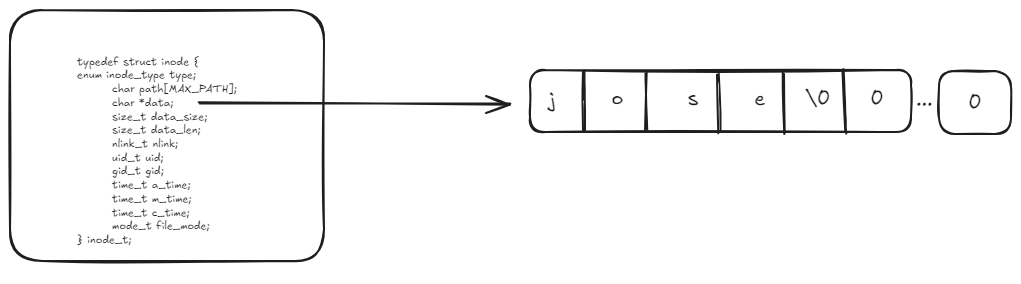 typedef struct inode {
enum inode_type type;
char path[MAX_PATH];
char *data;
size_t data_size;
size_t data_len;
nlink_t nlink;
uid_t uid;
gid_t gid;
time_t a_time;
time_t m_time;
time_t c_time;
mode_t file_mode;
} inode_t;
j o s e \0 0 ... 0